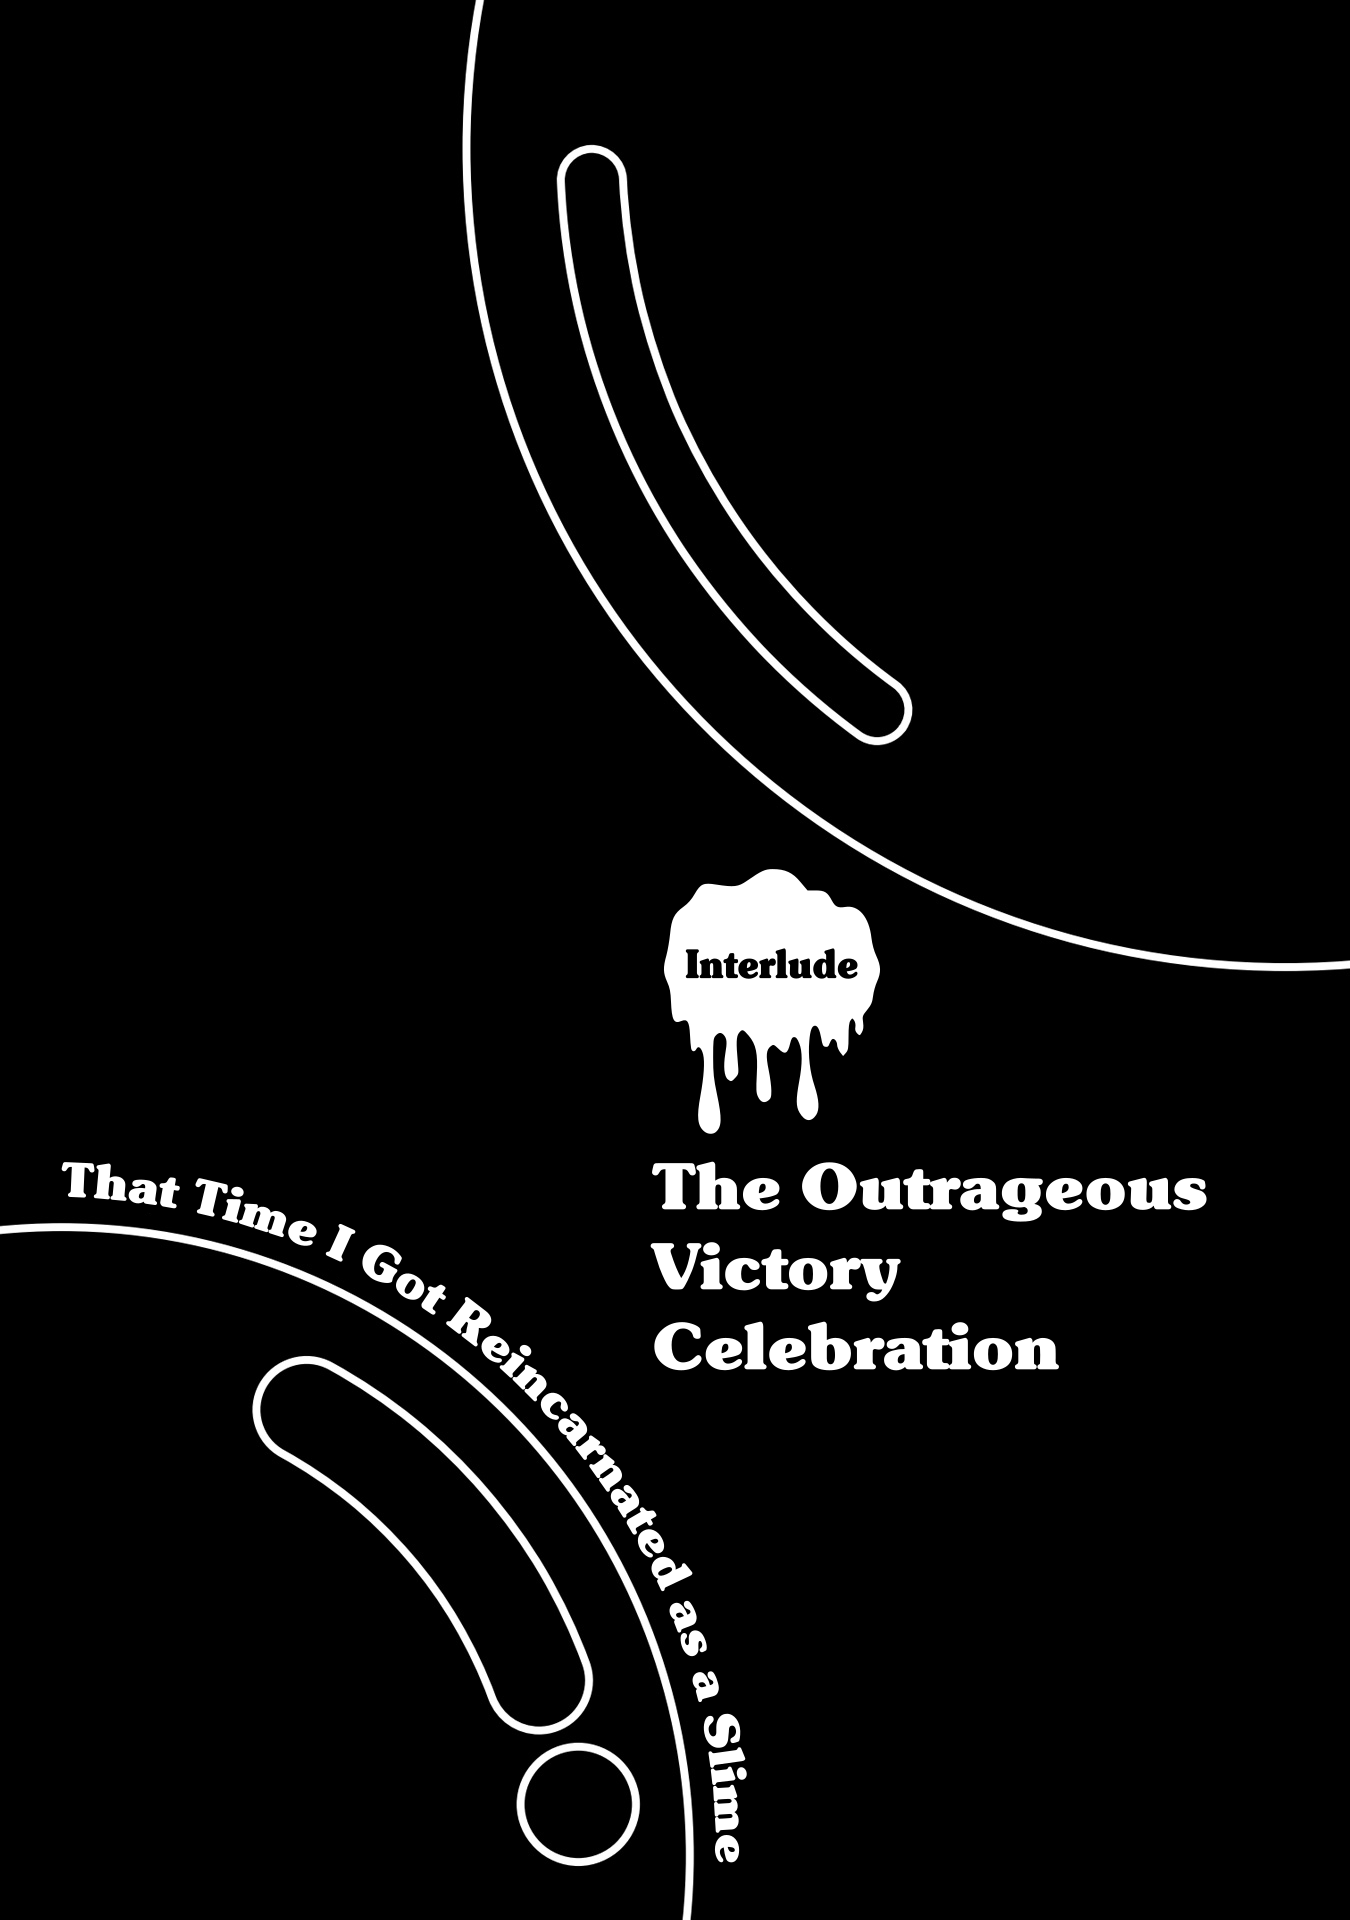 Interlude
The Outrageous
Victory
Celebration
That Time I Got Reincarnated as a Slime